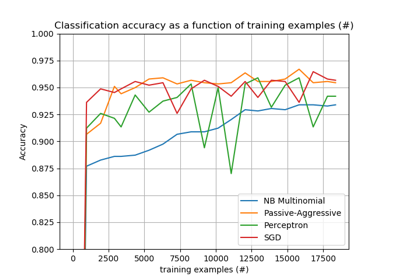 Classification accuracy as a function of training examples (#)
1.000
0.975
0.950
0.925
0.900
0.875
0.850
0.825
0.800
Accuracy
NB Multinomial
Passive-Aggressive
Perceptron
SGD
0 2500 5000 7500 10000 12500 15000 17500
training examples (#)